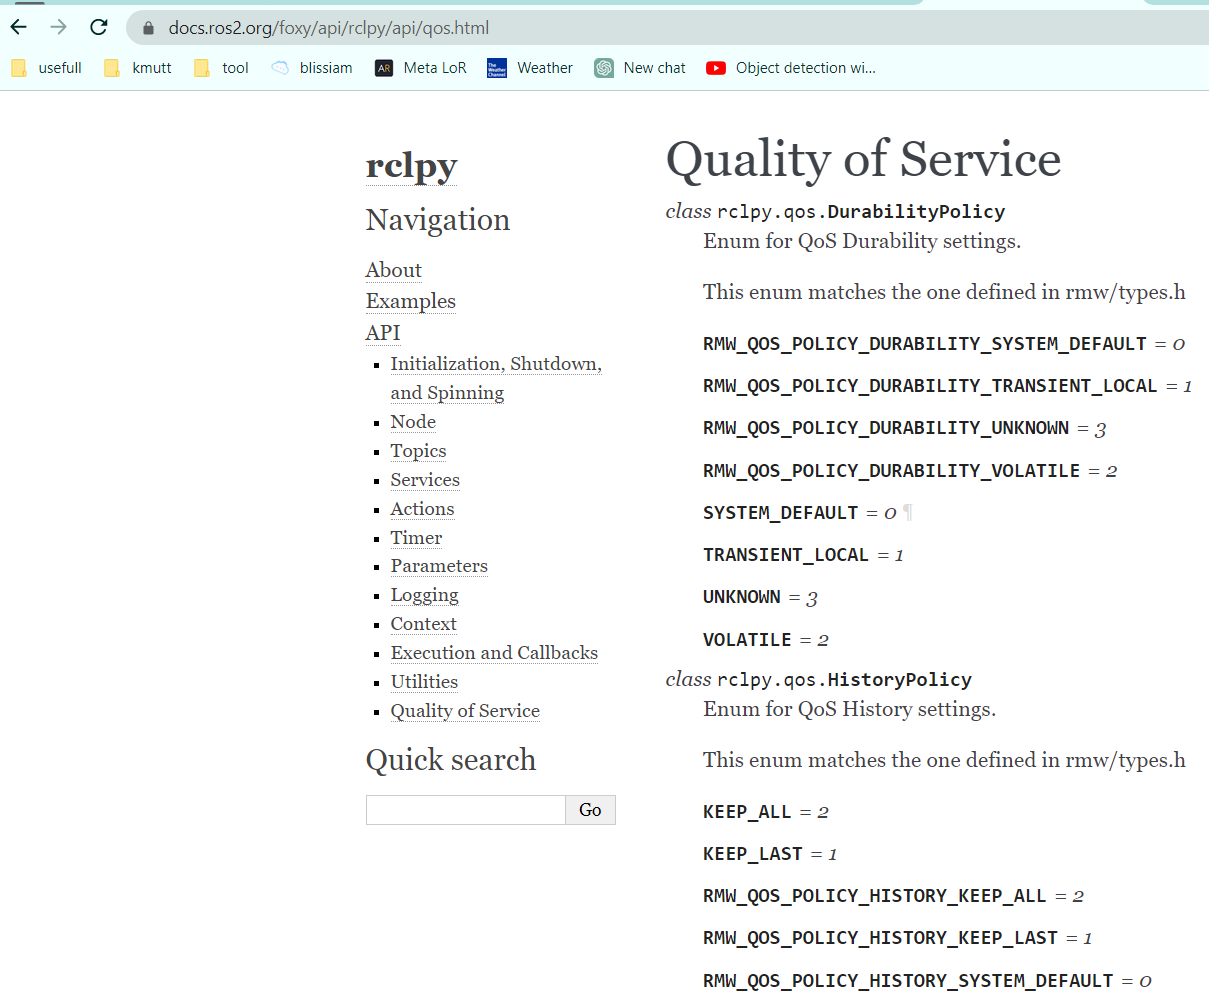 docs.ros2.org/foxy/api/rclpy/api/qos.html
usefull kmutt tool blissiam AR Meta LoR The Weather Channel Weather New chat Object detection wi...
rclpy
Navigation
About
Examples
API
Initialization, Shutdown,
and Spinning
Node
Topics
Services
Actions
Timer
Parameters
Logging
Context
Execution and Callbacks
Utilities
Quality of Service
Quick search
Go
Quality of Service
class rclpy.qos.DurabilityPolicy
Enum for QoS Durability settings.
This enum matches the one defined in rmw/types.h
RMW_QOS_POLICY_DURABILITY_SYSTEM_DEFAULT = 0
RMW_QOS_POLICY_DURABILITY_TRANSIENT_LOCAL = 1
RMW_QOS_POLICY_DURABILITY_UNKNOWN = 3
RMW_QOS_POLICY_DURABILITY_VOLATILE = 2
SYSTEM_DEFAULT = 0 ¶
TRANSIENT_LOCAL = 1
UNKNOWN = 3
VOLATILE = 2
class rclpy.qos.HistoryPolicy
Enum for QoS History settings.
This enum matches the one defined in rmw/types.h
KEEP_ALL = 2
KEEP_LAST = 1
RMW_QOS_POLICY_HISTORY_KEEP_ALL = 2
RMW_QOS_POLICY_HISTORY_KEEP_LAST = 1
RMW_QOS_POLICY_HISTORY_SYSTEM_DEFAULT = 0